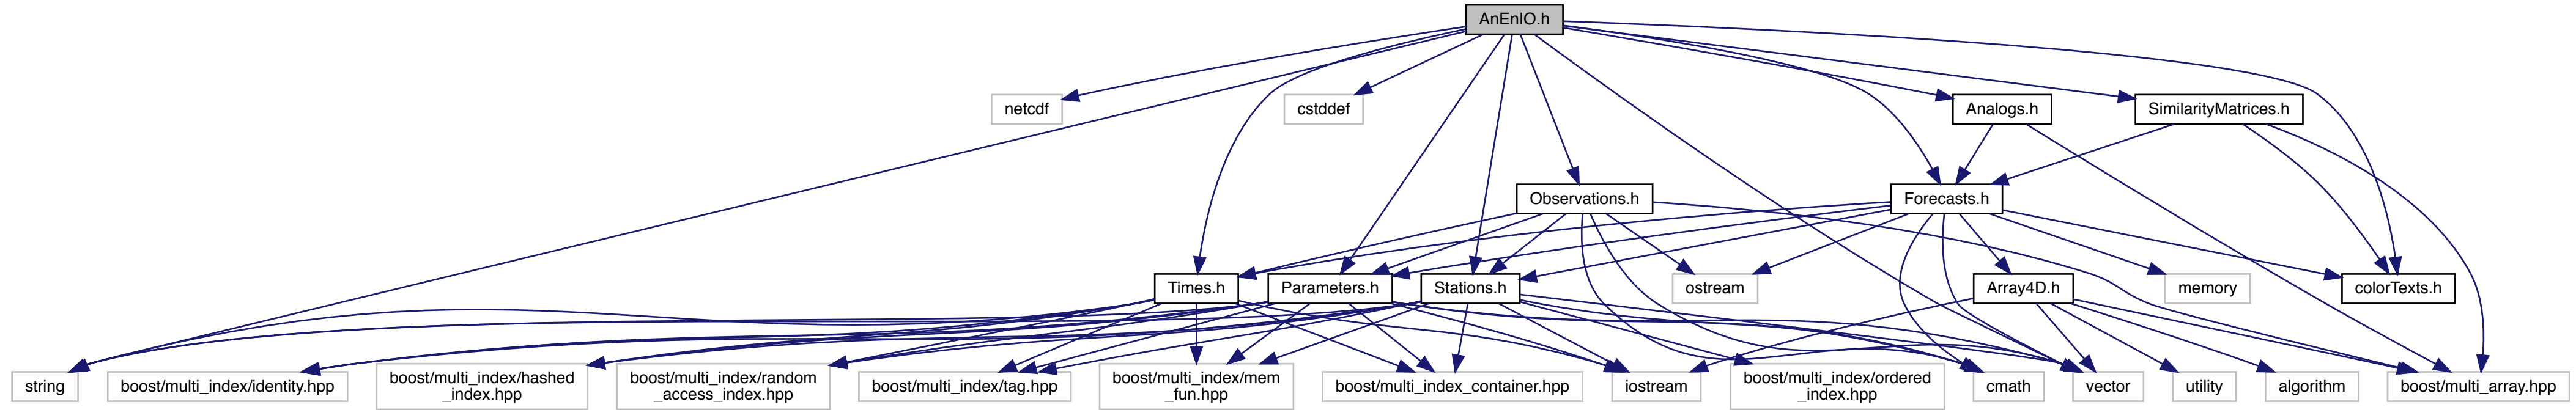 AnEnIO.h
netcdf
cstddef
Analogs.h
SimilarityMatrices.h
Observations.h
Forecasts.h
Times.h
Parameters.h
Stations.h
ostream
Array4D.h
memory
colorTexts.h
string
boost/multi_index/identity.hpp
boost/multi_index/hashed
_index.hpp
boost/multi_index/random
_access_index.hpp
boost/multi_index/tag.hpp
boost/multi_index/mem
_fun.hpp
boost/multi_index_container.hpp
iostream
boost/multi_index/ordered
_index.hpp
cmath
vector
utility
algorithm
boost/multi_array.hpp